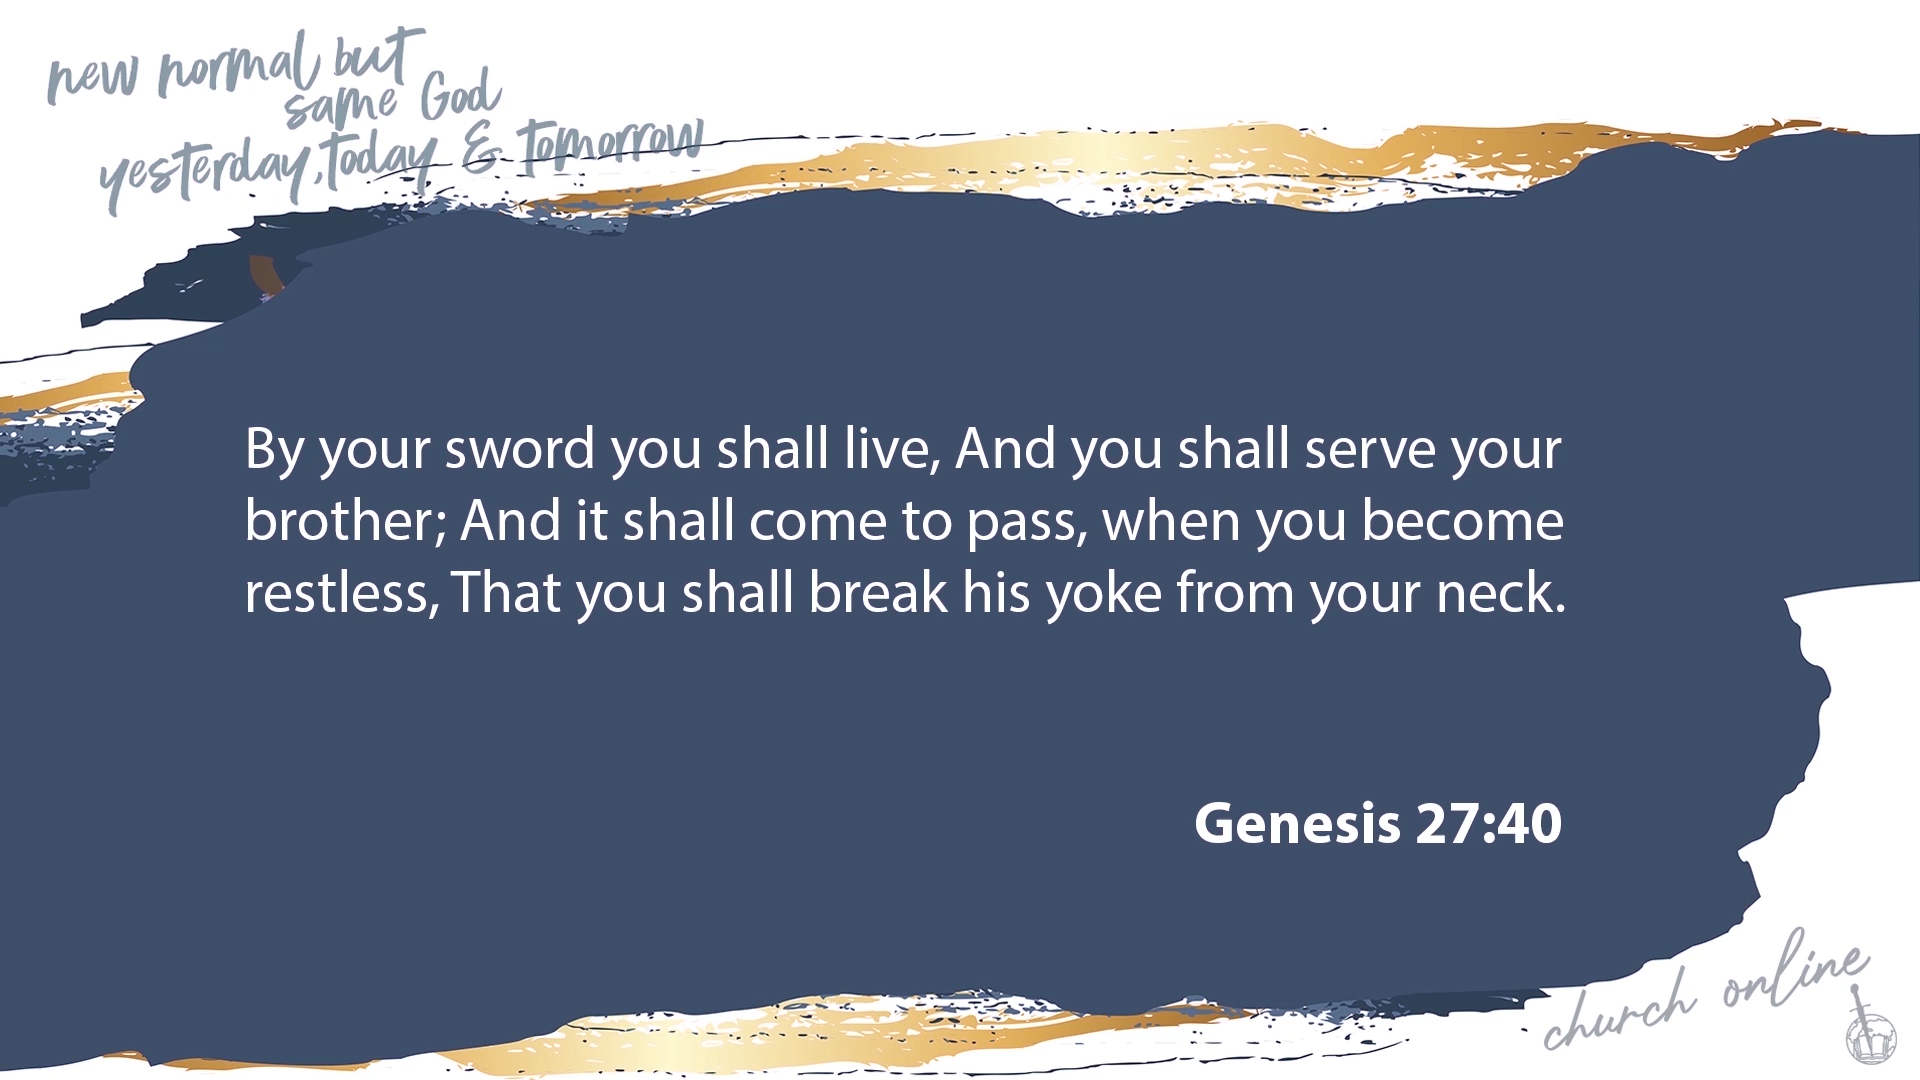 new normal but
same God
yesterday, today & tomorrow
By your sword you shall live, And you shall serve your
brother; And it shall come to pass, when you become
restless, That you shall break his yoke from your neck.
Genesis 27:40
church online